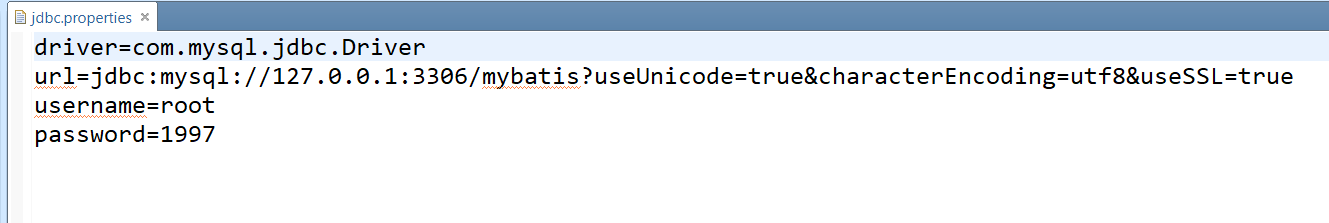 jdbc.properties
driver=com.mysql.jdbc.Driver
url=jdbc:mysql://127.0.0.1:3306/mybatis?useUnicode=true&characterEncoding=utf8&useSSL=true
username=root
password=1997